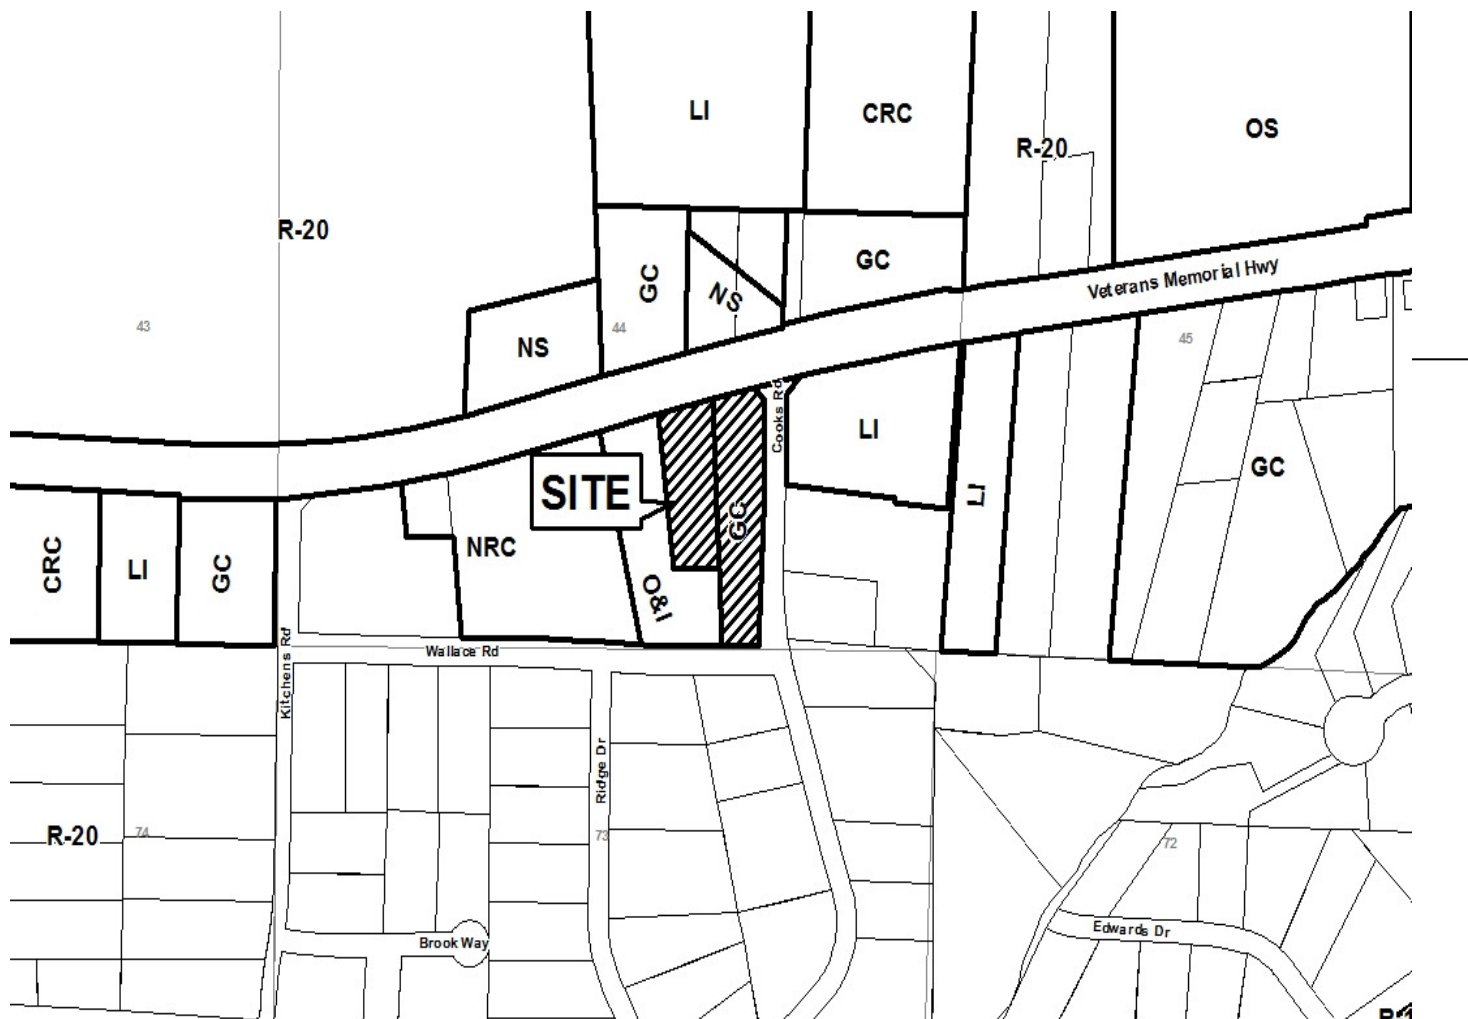 LI
CRC
OS
R-20
R-20
GC
GC
NS
Veterans Memorial Hwy
43
44
NS
45
Cooks Rd
LI
GC
SITE
LI
GC
NRC
CRC
LI
GC
O&I
Kitchens Rd
Wallace Rd
Ridge Dr
R-20
74
73
72
Brook Way
Edwards Dr